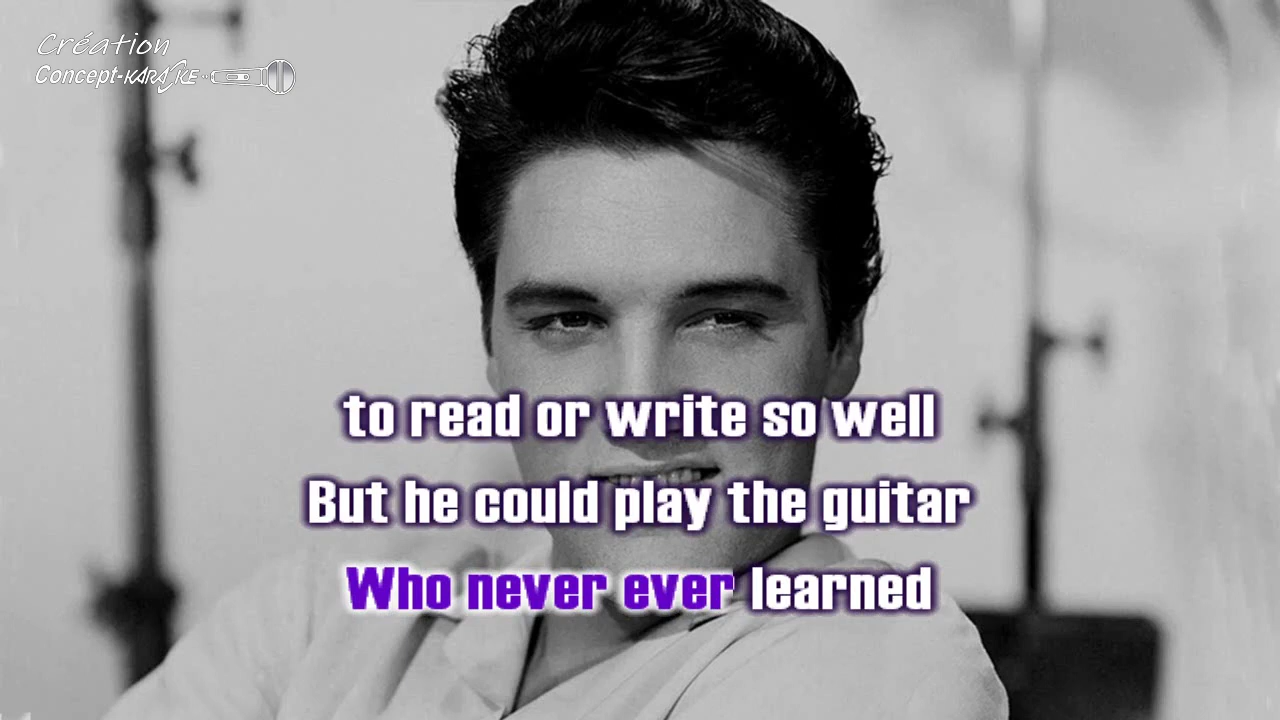 Création
Concept-KARAOKE
to read or write so well
But he could play the guitar
Who never ever learned